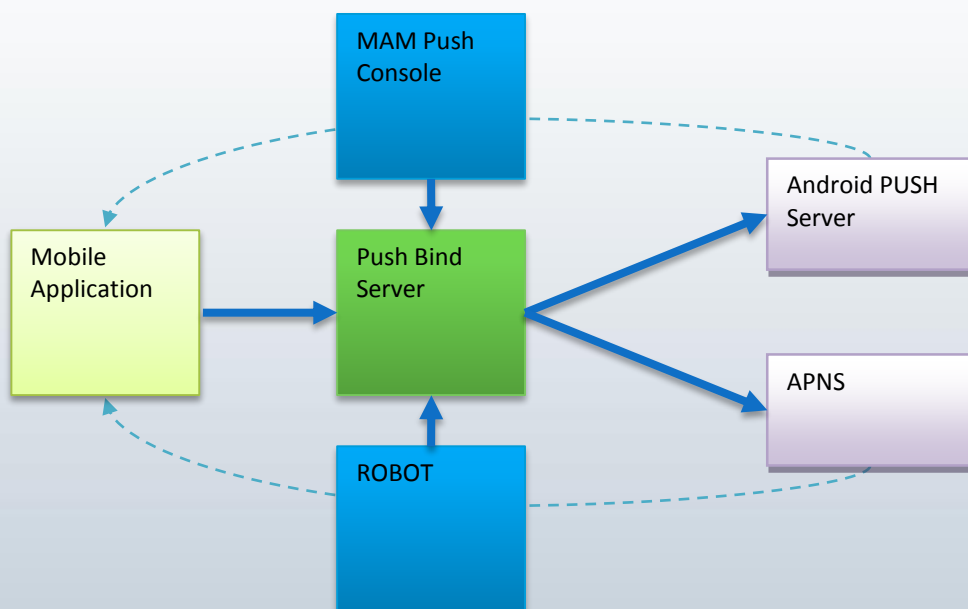 MAM Push
Console
Android PUSH
Server
Mobile
Application
Push Bind
Server
APNS
ROBOT